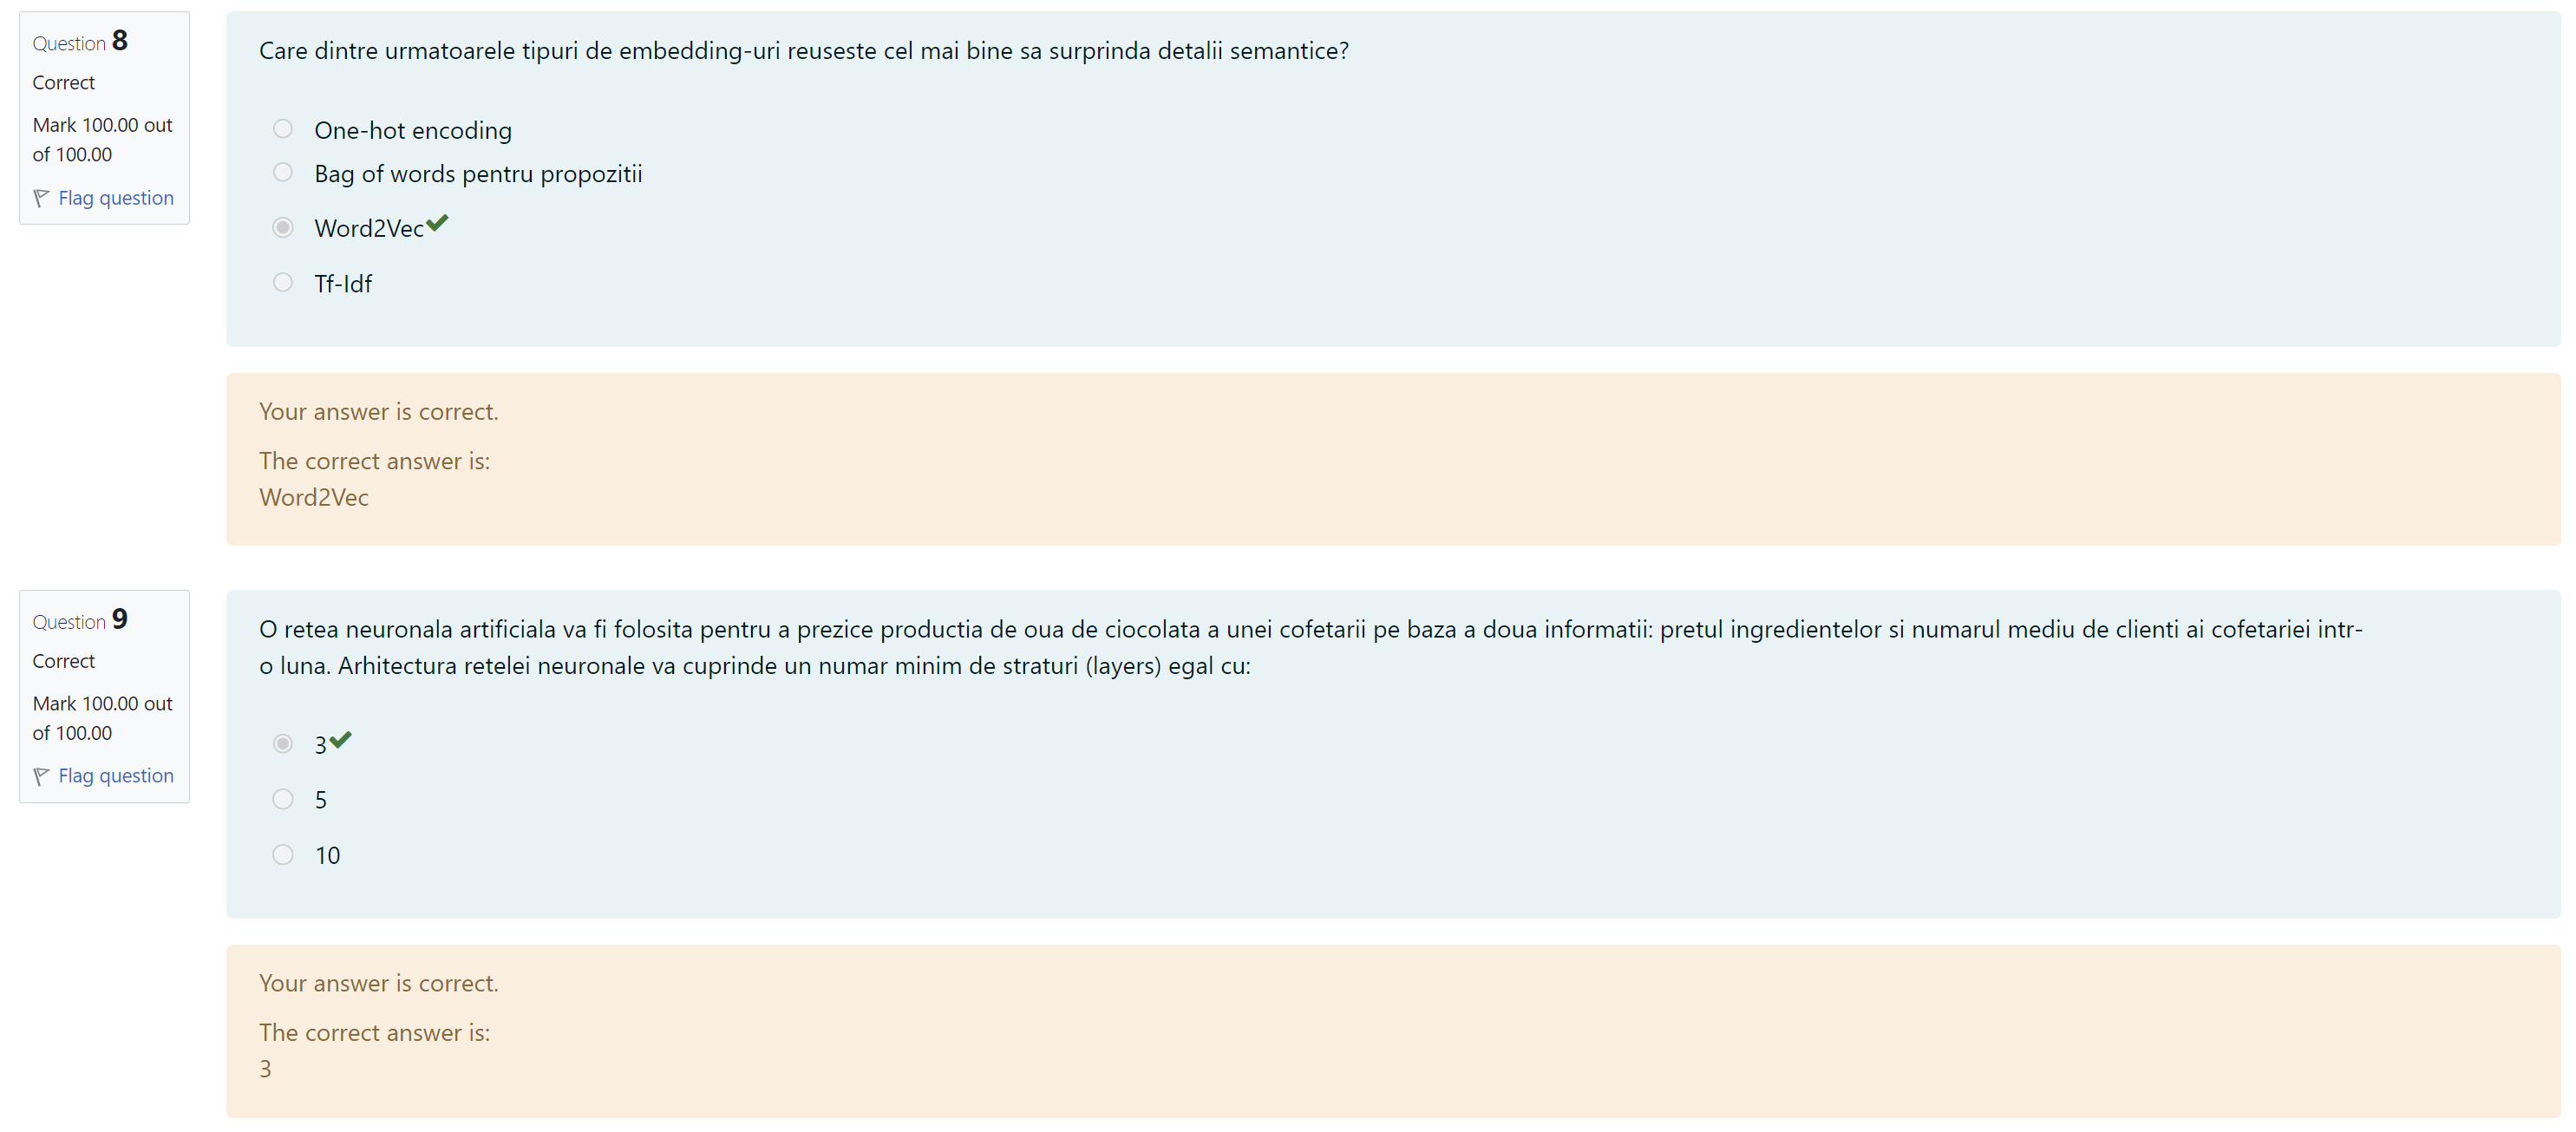 Question 8
Correct
Mark 100.00 out
of 100.00
Flag question
Care dintre urmatoarele tipuri de embedding-uri reuseste cel mai bine sa surprinda detalii semantice?
One-hot encoding
Bag of words pentru propozitii
Word2Vec
Tf-Idf
Your answer is correct.
The correct answer is:
Word2Vec
Question 9
Correct
Mark 100.00 out
of 100.00
Flag question
O retea neuronala artificiala va fi folosita pentru a prezice productia de oua de ciocolata a unei cofetarii pe baza a doua informatii: pretul ingredientelor si numarul mediu de clienti ai cofetariei intr-
o luna. Arhitectura retelei neuronale va cuprinde un numar minim de straturi (layers) egal cu:
3
5
10
Your answer is correct.
The correct answer is:
3